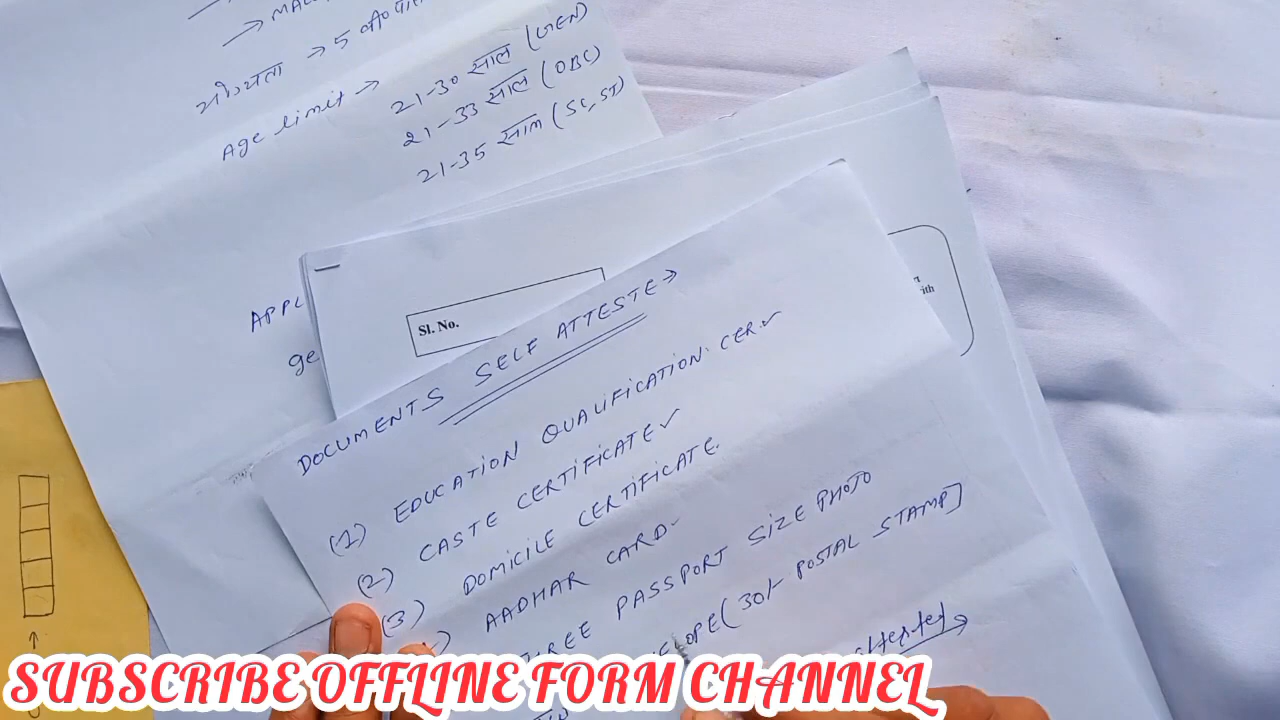 योग्यता → 5 वी पास
Age limit → 21-30 साल (GEN)
21-33 साल (OBC)
21-35 साल (SC, ST)
APPL
ge
Sl. No.
ith
DOCUMENTS SELF ATTESTE →
(1) EDUCATION QUALIFICATION CER. ✓
(2) CASTE CERTIFICATE ✓
(3) DOMICILE CERTIFICATE.
) AADHAR CARD ✓
THREE PASSPORT SIZE PHOTO
ELOPE (30/- POSTAL STAMP]
SUBSCRIBE OFFLINE FORM CHANNEL